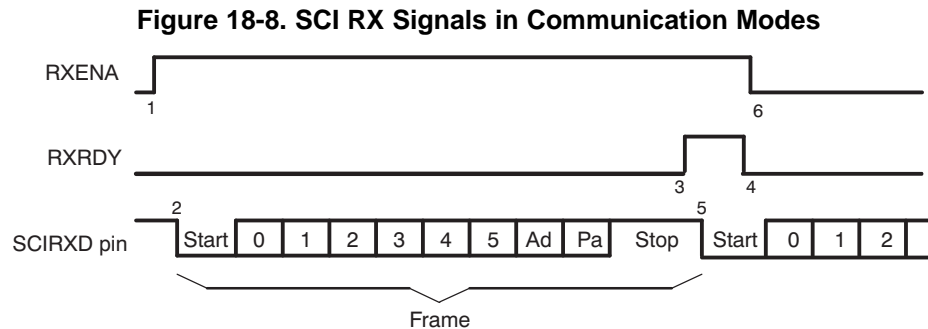 Figure 18-8. SCI RX Signals in Communication Modes
RXENA
1
6
RXRDY
3
4
2
5
SCIRXD pin
Start 0 1 2 3 4 5 Ad Pa Stop Start 0 1 2
Frame